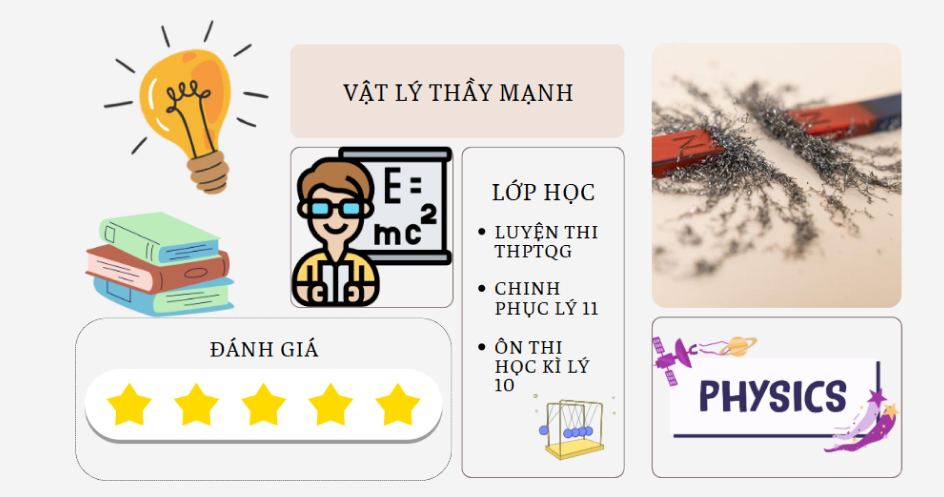 VẬT LÝ THẦY MẠNH
E =
mc²
LỚP HỌC
• LUYỆN THI
THPTQG
• CHINH
PHỤC LÝ 11
• ÔN THI
HỌC KÌ LÝ
10
N
N
ĐÁNH GIÁ
PHYSICS